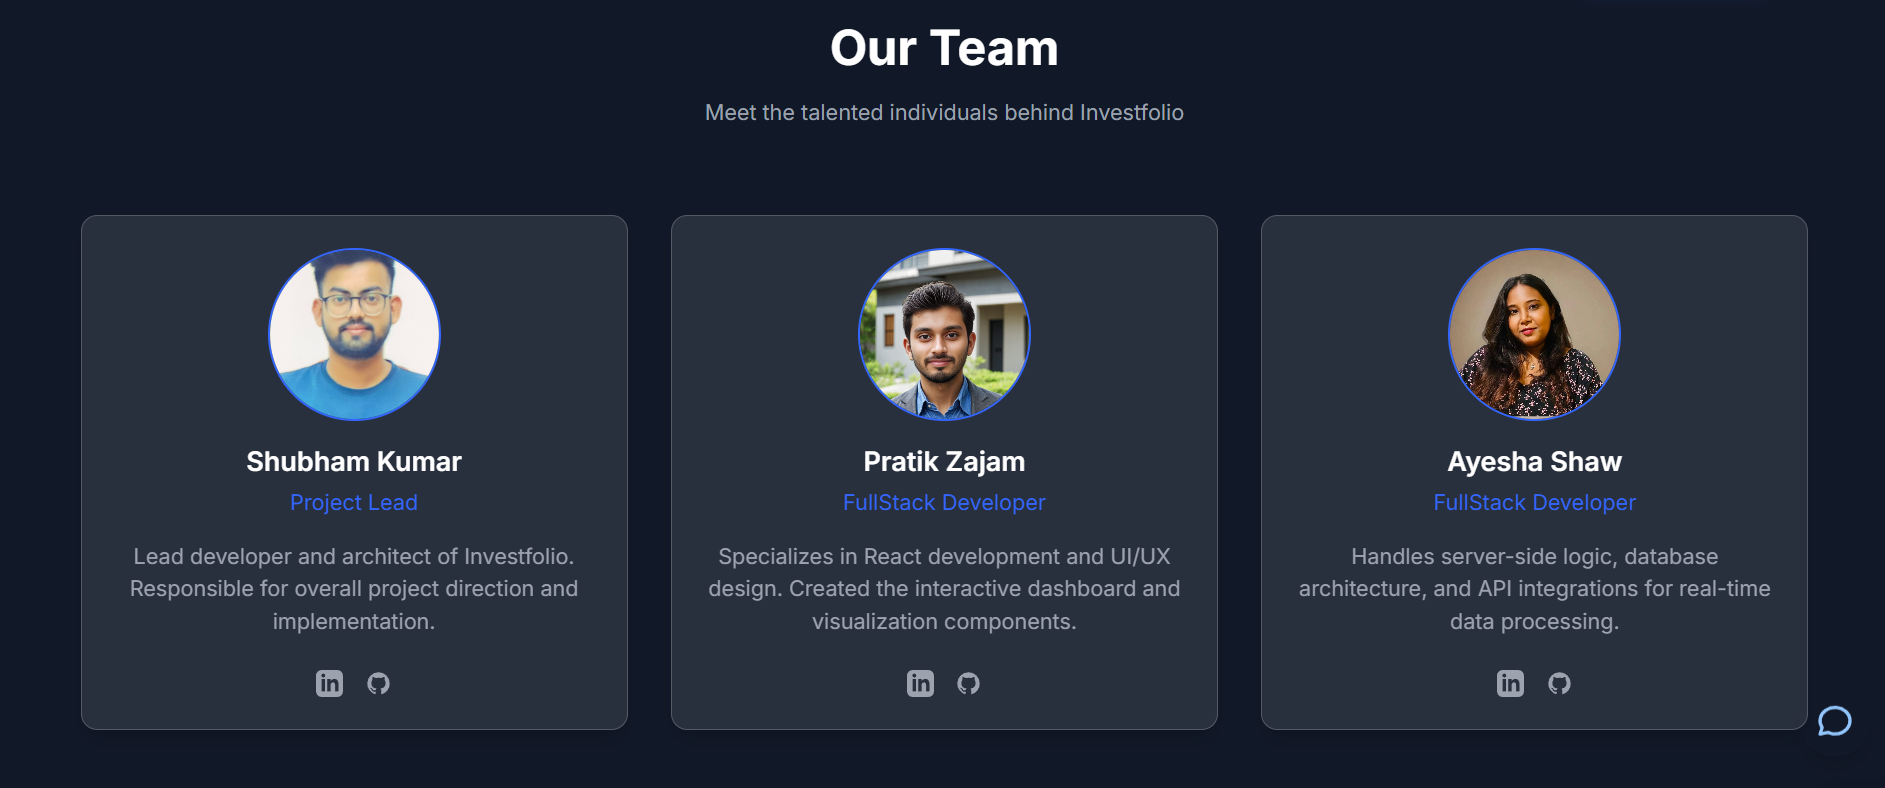 Our Team
Meet the talented individuals behind Investfolio
Shubham Kumar
Project Lead
Lead developer and architect of Investfolio.
Responsible for overall project direction and
implementation.
in
Pratik Zajam
FullStack Developer
Specializes in React development and UI/UX
design. Created the interactive dashboard and
visualization components.
in
Ayesha Shaw
FullStack Developer
Handles server-side logic, database
architecture, and API integrations for real-time
data processing.
in